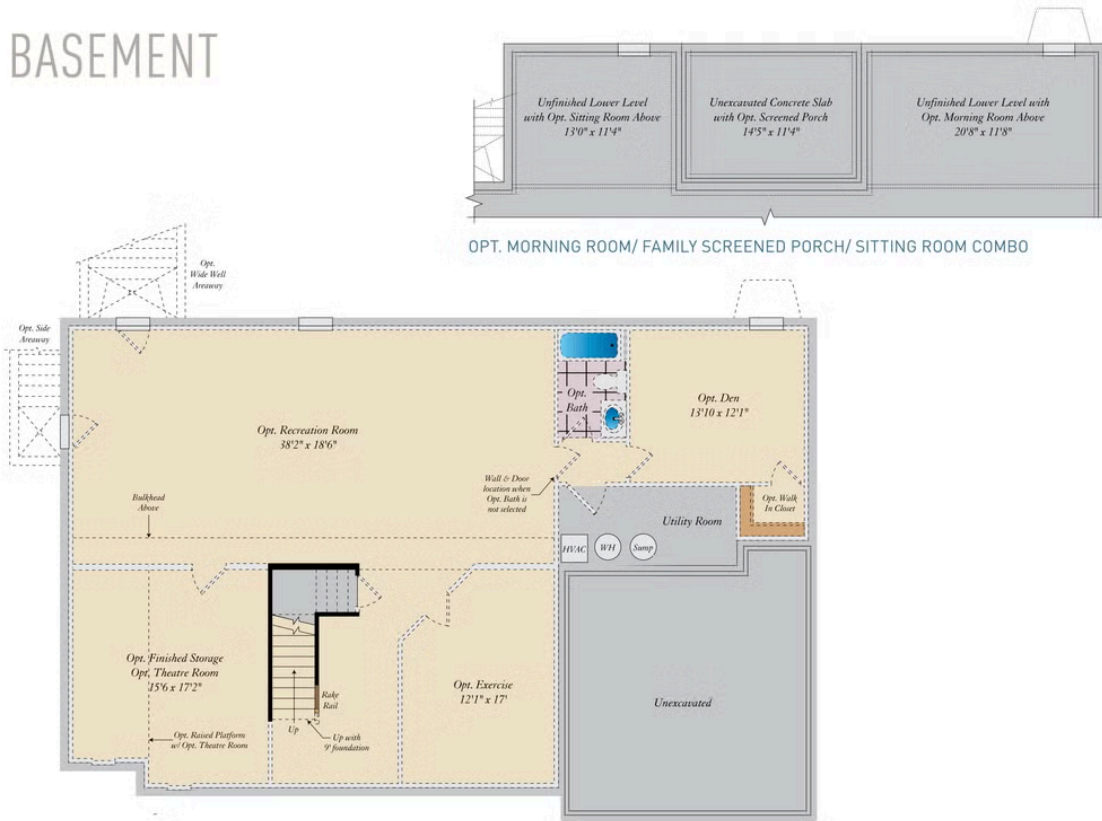 BASEMENT
Unfinished Lower Level
with Opt. Sitting Room Above
13'0" x 11'4"
Unexcavated Concrete Slab
with Opt. Screened Porch
14'5" x 11'4"
Unfinished Lower Level with
Opt. Morning Room Above
20'8" x 11'8"
OPT. MORNING ROOM/ FAMILY SCREENED PORCH/ SITTING ROOM COMBO
Opt.
Wide Well
Areaway
Opt. Side
Areaway
Opt. Recreation Room
38'2" x 18'6"
Opt.
Bath
Opt. Den
13'10 x 12'1"
Wall & Door
location when
Opt. Bath is
not selected
Opt. Walk
In Closet
Bulkhead
Above
Utility Room
HVAC
WH
Sump
Opt. Finished Storage
Opt. Theatre Room
15'6 x 17'2"
Opt. Exercise
12'1" x 17'
Rake
Rail
Unexcavated
Up
Up with
9' foundation
Opt. Raised Platform
w/ Opt. Theatre Room